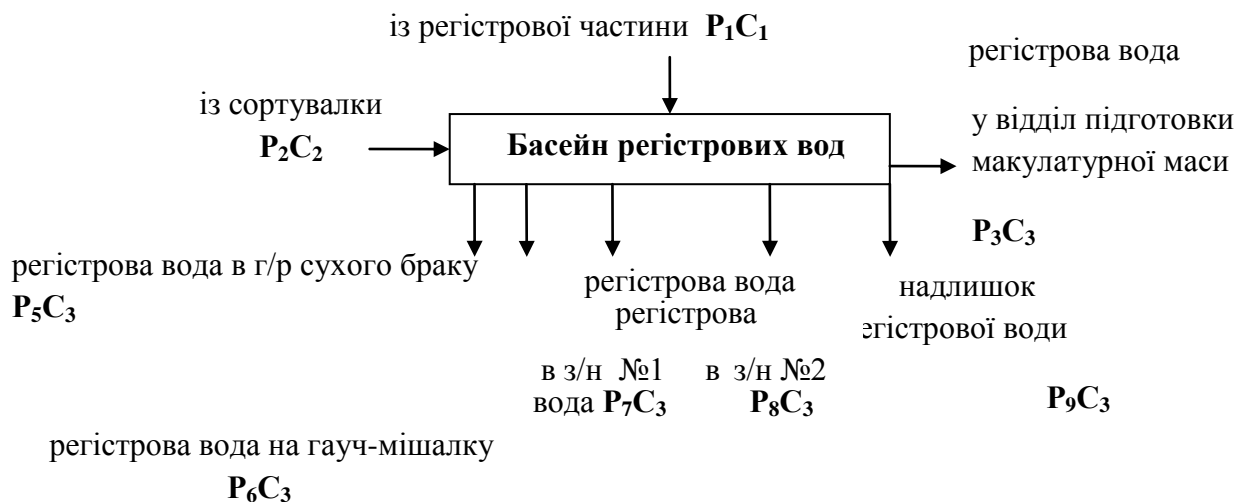 із регістрової частини P₁C₁
регістрова вода
із сортувалки
P₂C₂
Басейн регістрових вод
у відділ підготовки
макулатурної маси
P₃C₃
регістрова вода в г/р сухого браку
P₅C₃
регістрова вода
регістрова
надлишок
егістрової води
в з/н №1
вода P₇C₃
в з/н №2
P₈C₃
P₉C₃
регістрова вода на гауч-мішалку
P₆C₃